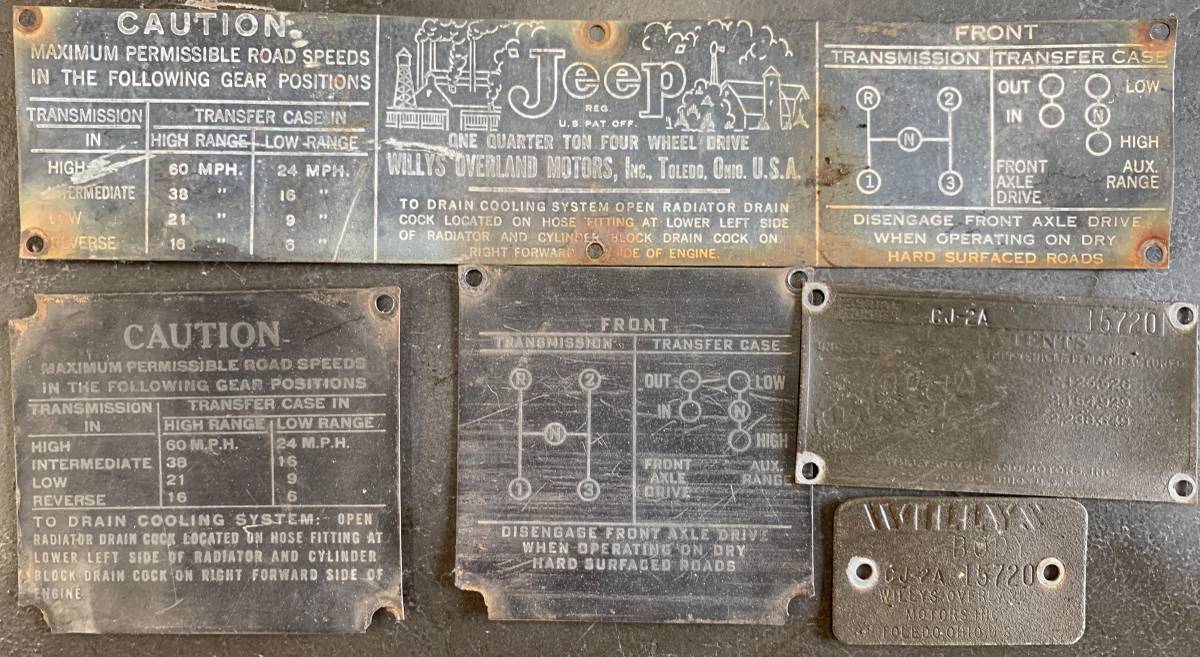 CAUTION.
MAXIMUM PERMISSIBLE ROAD SPEEDS
IN THE FOLLOWING GEAR POSITIONS
TRANSMISSION TRANSFER CASE IN
IN HIGH RANGE LOW RANGE
HIGH 60 MPH. 24 MPH.
INTERMEDIATE 38 " 16 "
LOW 21 " 9 "
REVERSE 16 " 6 "
Jeep
REG.
U.S. PAT. OFF.
ONE QUARTER TON FOUR WHEEL DRIVE
WILLYS OVERLAND MOTORS, INC., TOLEDO, OHIO. U.S.A.
TO DRAIN COOLING SYSTEM OPEN RADIATOR DRAIN
COCK LOCATED ON HOSE FITTING AT LOWER LEFT SIDE
OF RADIATOR AND CYLINDER BLOCK DRAIN COCK ON
RIGHT FORWARD SIDE OF ENGINE.
FRONT
TRANSMISSION TRANSFER CASE
R 2 OUT LOW
N IN N
HIGH
1 3
FRONT AUX.
AXLE RANGE
DRIVE
DISENGAGE FRONT AXLE DRIVE
WHEN OPERATING ON DRY
HARD SURFACED ROADS
CAUTION
MAXIMUM PERMISSIBLE ROAD SPEEDS
IN THE FOLLOWING GEAR POSITIONS
TRANSMISSION TRANSFER CASE IN
IN HIGH RANGE LOW RANGE
HIGH 60 M.P.H. 24 M.P.H.
INTERMEDIATE 38 16
LOW 21 9
REVERSE 16 6
TO DRAIN COOLING SYSTEM:- OPEN
RADIATOR DRAIN COCK LOCATED ON HOSE FITTING AT
LOWER LEFT SIDE OF RADIATOR AND CYLINDER
BLOCK DRAIN COCK ON RIGHT FORWARD SIDE OF
ENGINE
FRONT
TRANSMISSION TRANSFER CASE
R 2 OUT LOW
IN N
N HIGH
1 3
FRONT AUX.
AXLE RANGE
DRIVE
DISENGAGE FRONT AXLE DRIVE
WHEN OPERATING ON DRY
HARD SURFACED ROADS
CJ-2A 157201
WILLYS
CJ-2A 15720
WILLYS-OVER
MOTORS INC
TOLEDO, OHIO